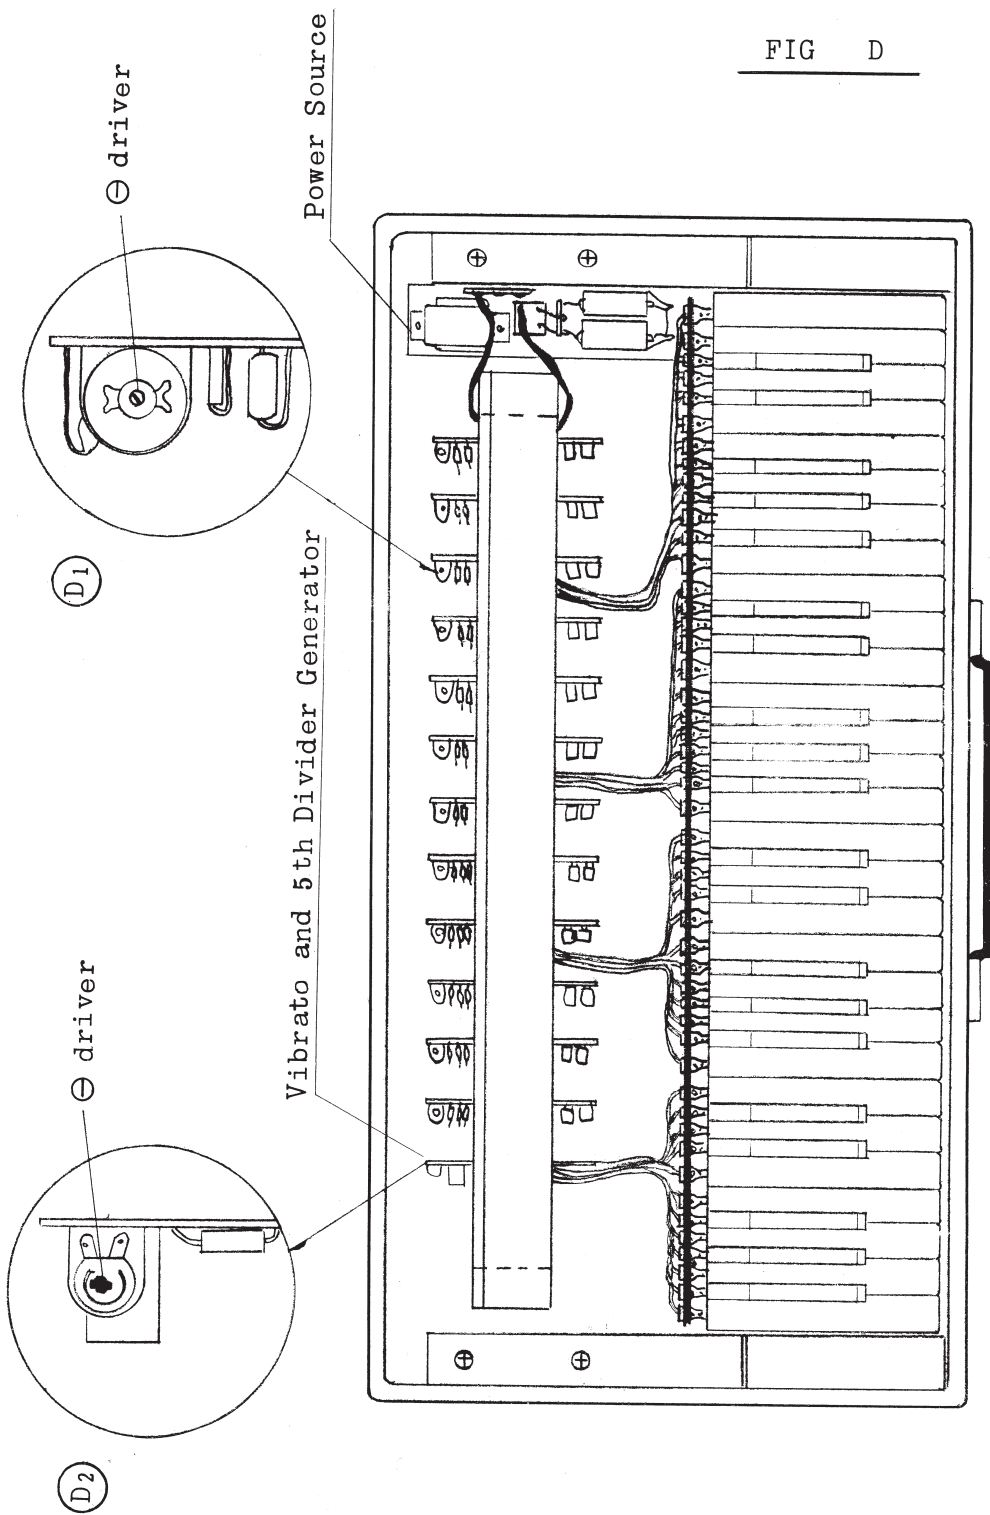 FIG D
⊖ driver
Power Source
D1
Vibrato and 5th Divider Generator
⊖ driver
D2